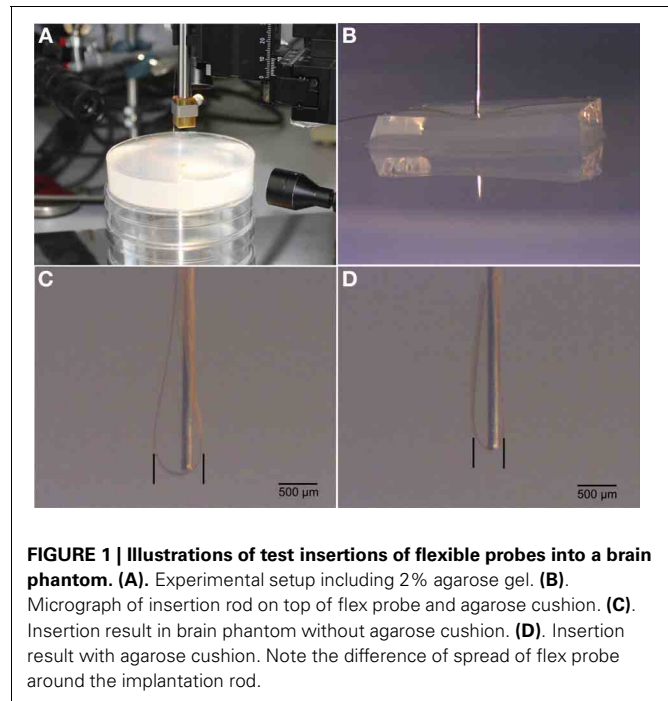 A
B
C
500 μm
D
500 μm
FIGURE 1 | Illustrations of test insertions of flexible probes into a brain
phantom. (A). Experimental setup including 2% agarose gel. (B).
Micrograph of insertion rod on top of flex probe and agarose cushion. (C).
Insertion result in brain phantom without agarose cushion. (D). Insertion
result with agarose cushion. Note the difference of spread of flex probe
around the implantation rod.